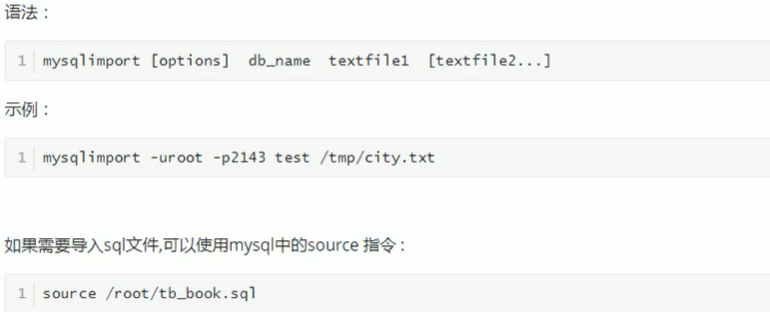 语法：
1 mysqlimport [options]  db_name  textfile1  [textfile2...]
示例：
1 mysqlimport -uroot -p2143 test /tmp/city.txt
如果需要导入sql文件,可以使用mysql中的source 指令 :
1 source /root/tb_book.sql